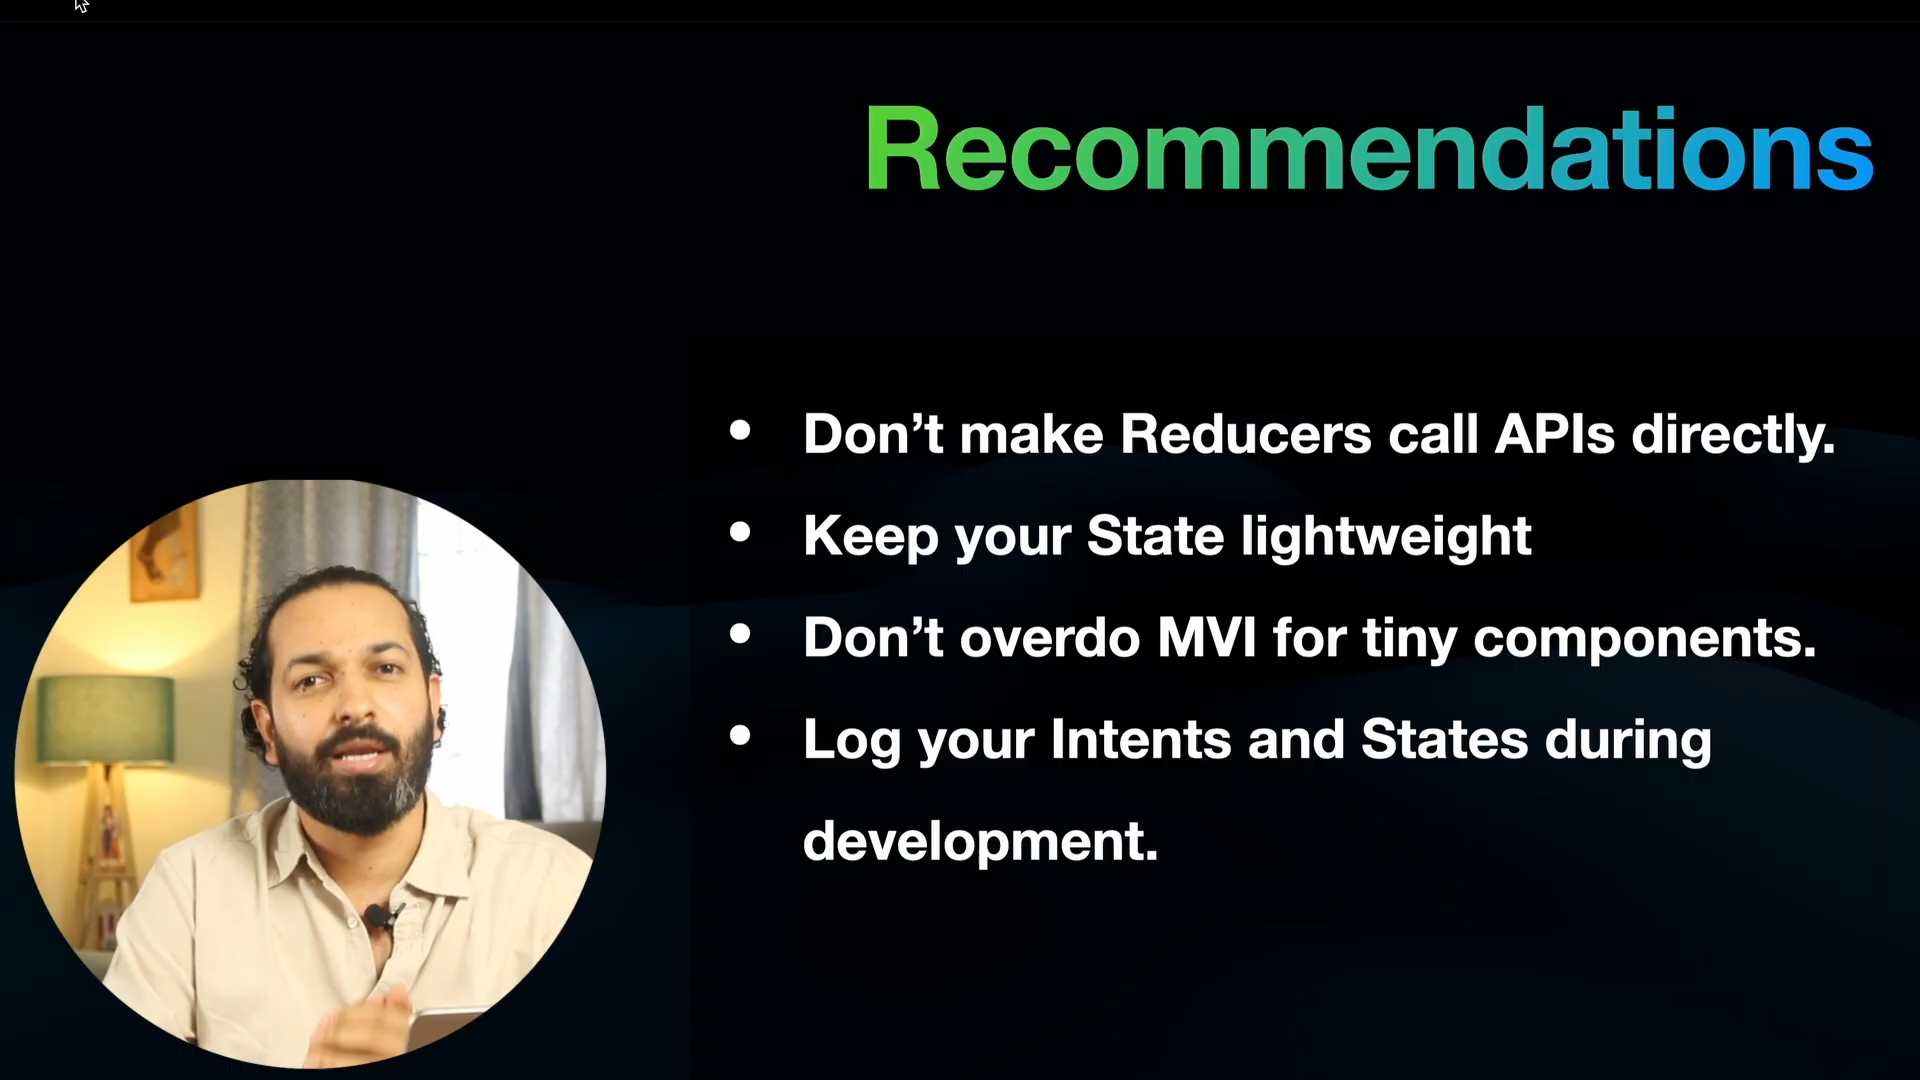 Recommendations
• Don’t make Reducers call APIs directly.
• Keep your State lightweight
• Don’t overdo MVI for tiny components.
• Log your Intents and States during
development.